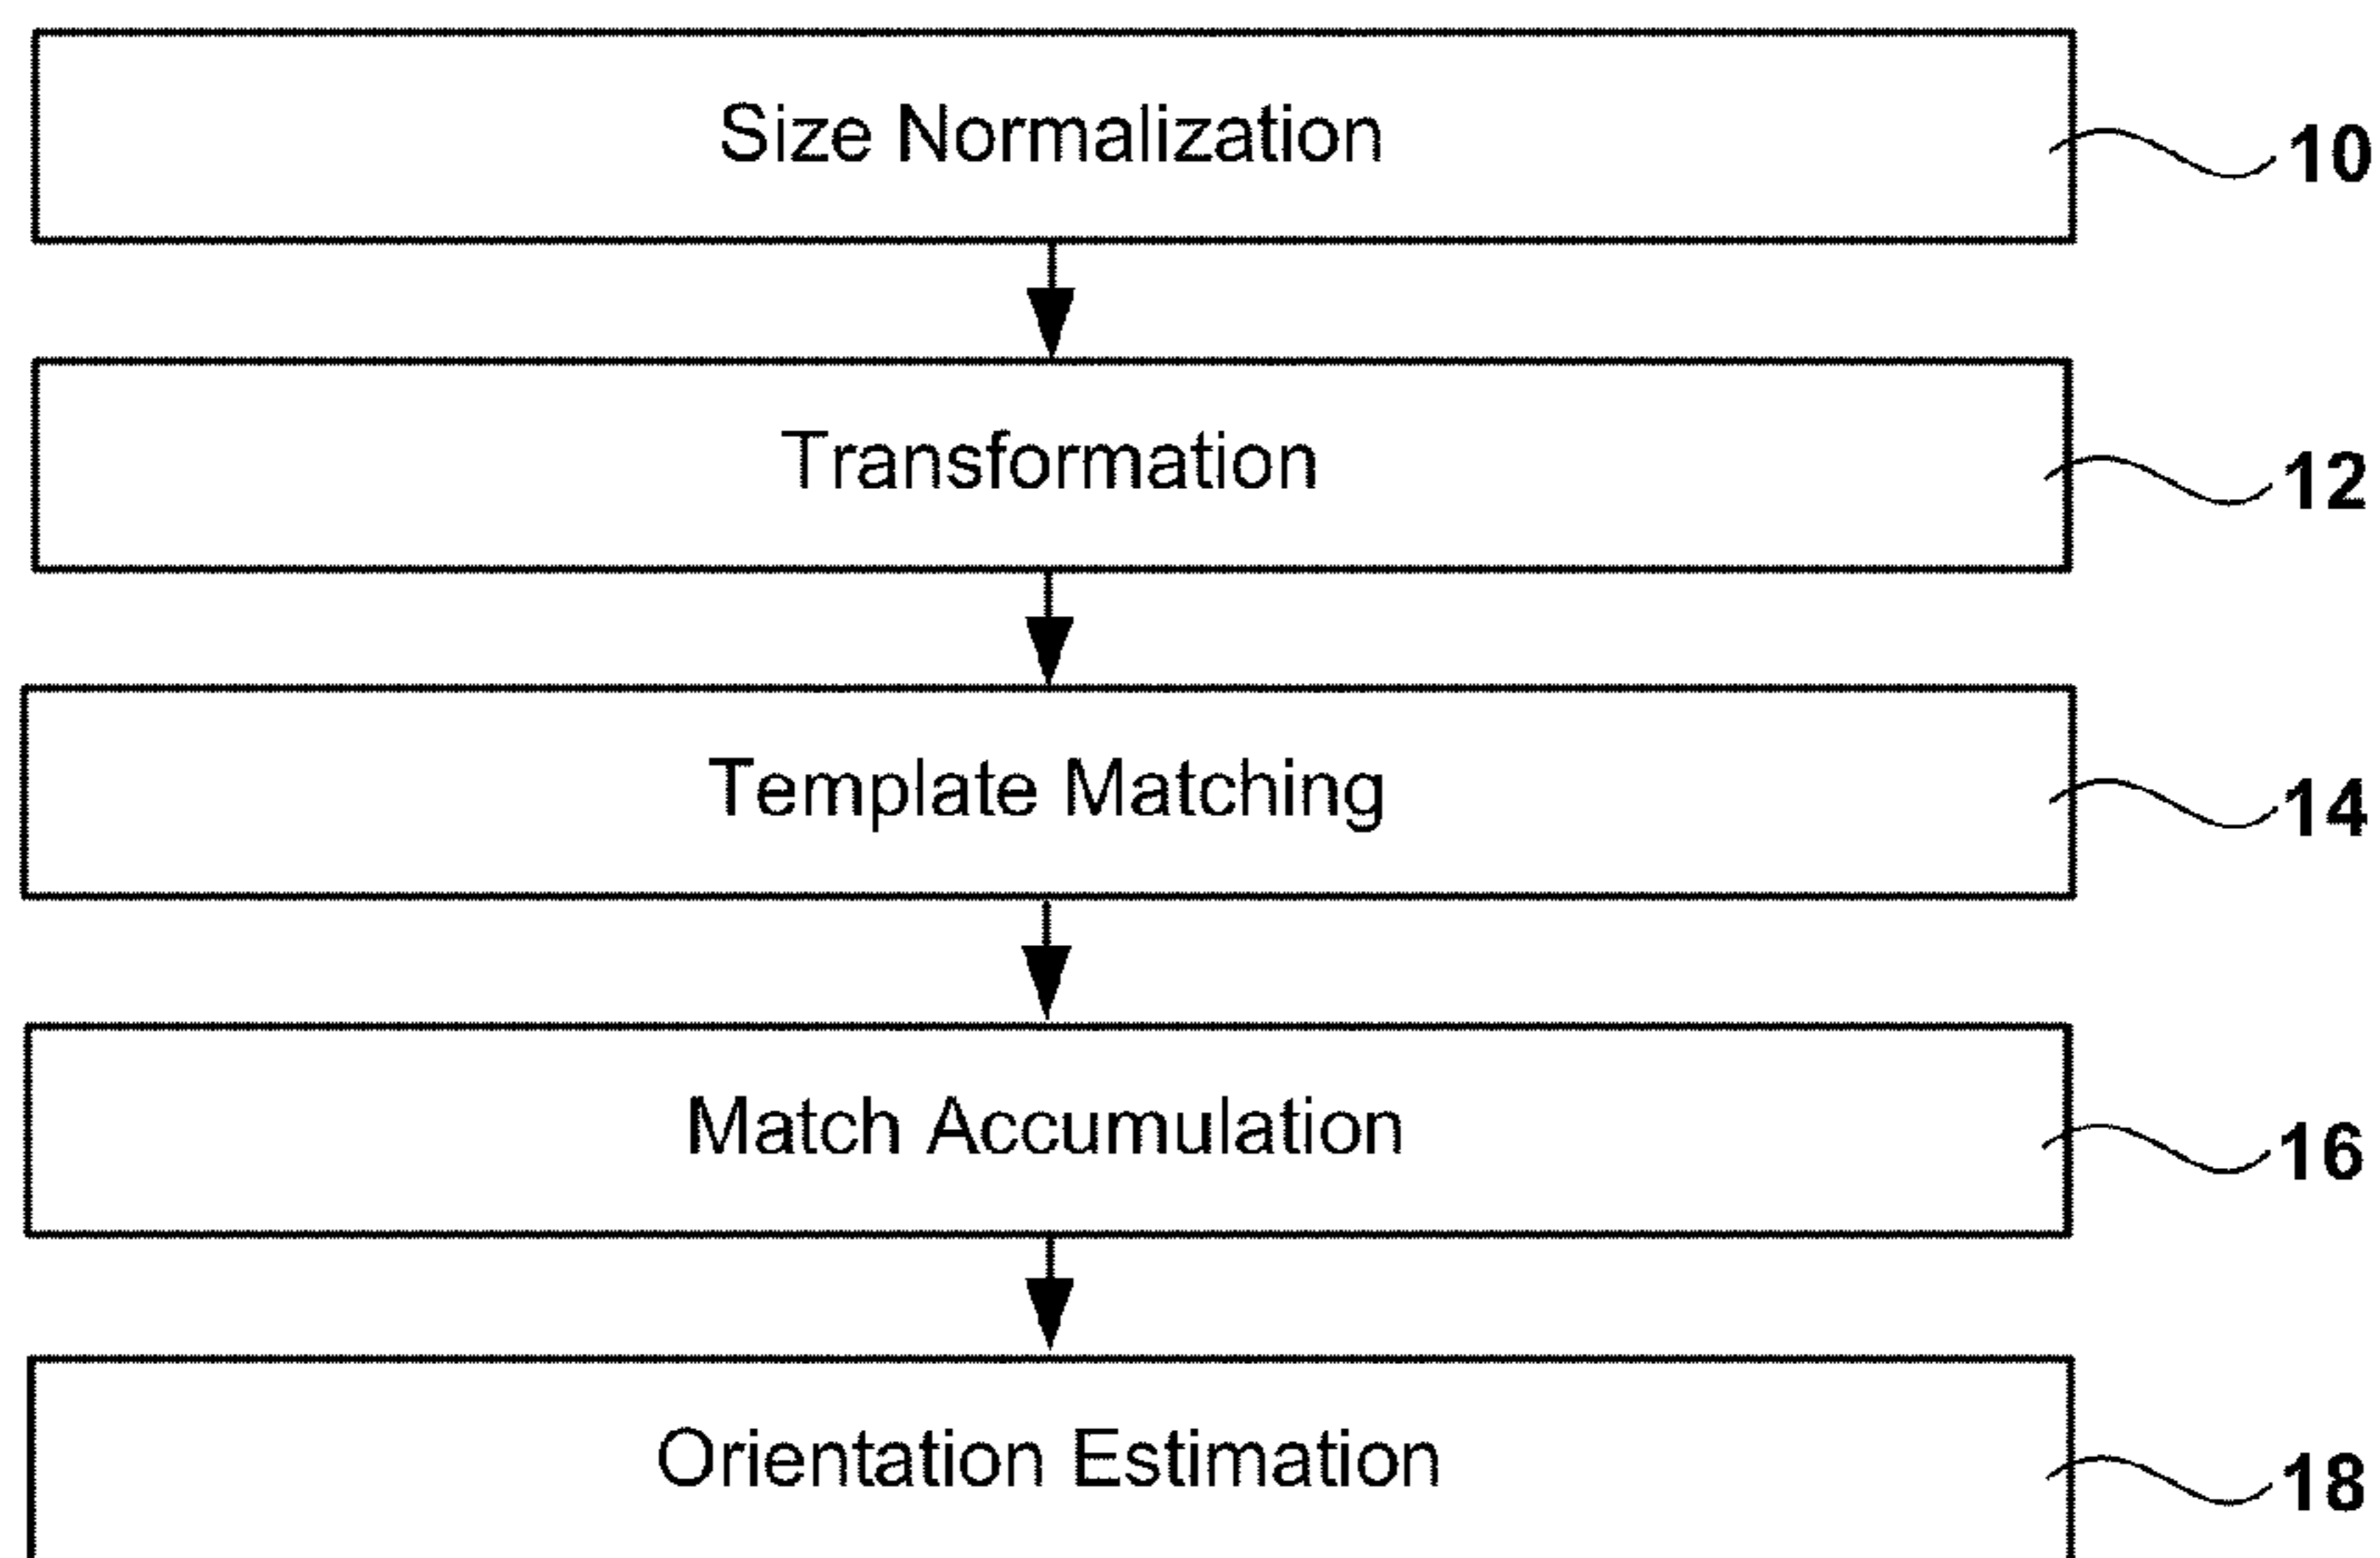 Size Normalization 10
Transformation 12
Template Matching 14
Match Accumulation 16
Orientation Estimation 18